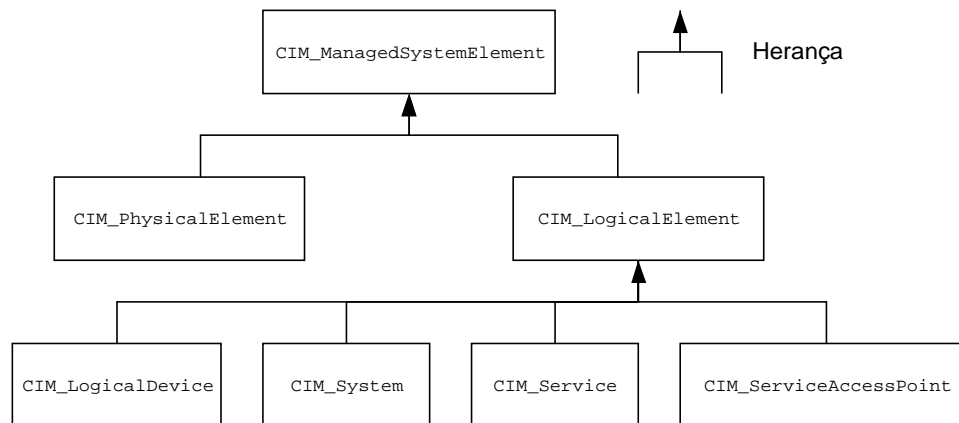 CIM_ManagedSystemElement
Herança
CIM_PhysicalElement
CIM_LogicalElement
CIM_LogicalDevice
CIM_System
CIM_Service
CIM_ServiceAccessPoint